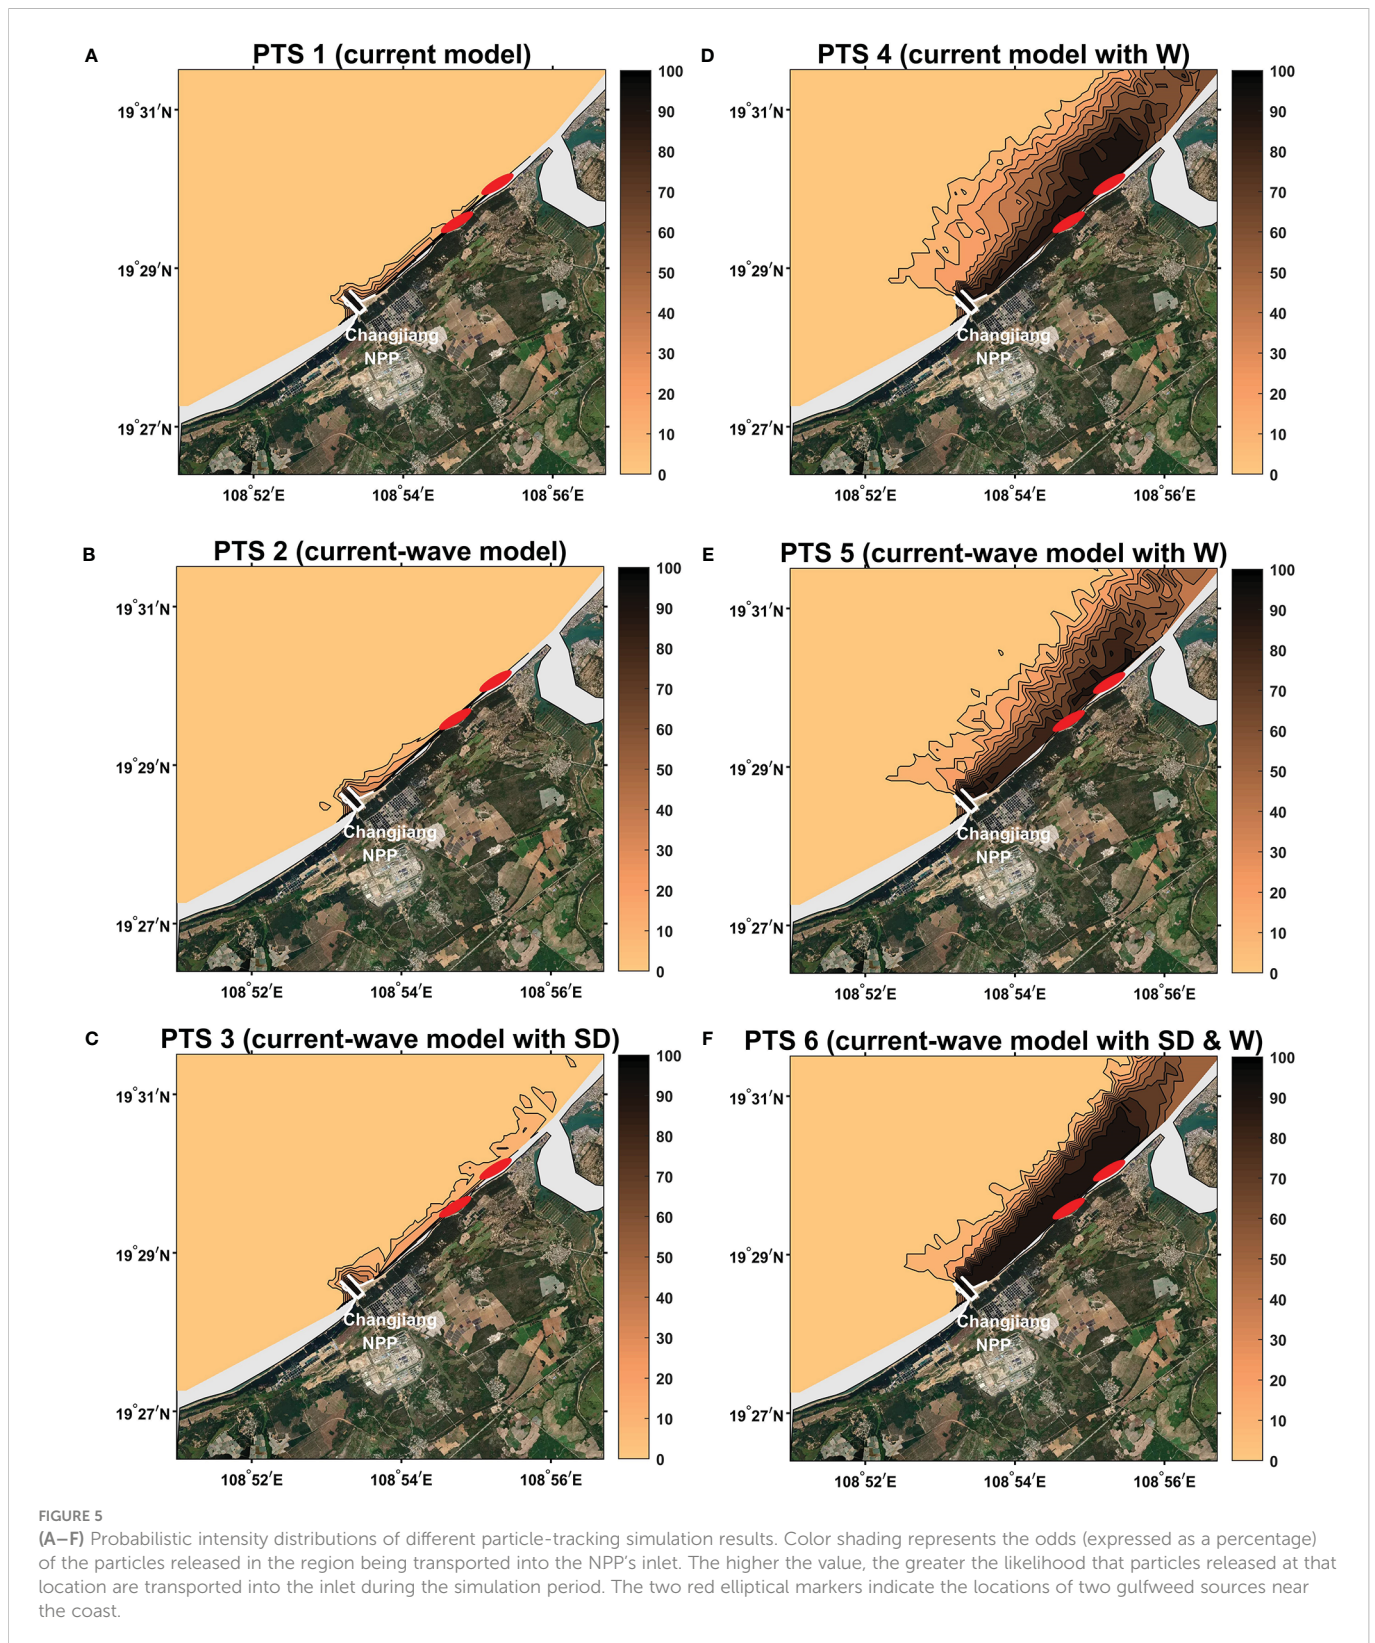 A
PTS 1 (current model)
19°31′N
19°29′N
19°27′N
108°52′E
108°54′E
108°56′E
Changjiang
NPP
100
90
80
70
60
50
40
30
20
10
0
D
PTS 4 (current model with W)
19°31′N
19°29′N
19°27′N
108°52′E
108°54′E
108°56′E
Changjiang
NPP
100
90
80
70
60
50
40
30
20
10
0
B
PTS 2 (current-wave model)
19°31′N
19°29′N
19°27′N
108°52′E
108°54′E
108°56′E
Changjiang
NPP
100
90
80
70
60
50
40
30
20
10
0
E
PTS 5 (current-wave model with W)
19°31′N
19°29′N
19°27′N
108°52′E
108°54′E
108°56′E
Changjiang
NPP
100
90
80
70
60
50
40
30
20
10
0
C
PTS 3 (current-wave model with SD)
19°31′N
19°29′N
19°27′N
108°52′E
108°54′E
108°56′E
Changjiang
NPP
100
90
80
70
60
50
40
30
20
10
0
F
PTS 6 (current-wave model with SD & W)
19°31′N
19°29′N
19°27′N
108°52′E
108°54′E
108°56′E
Changjiang
NPP
100
90
80
70
60
50
40
30
20
10
0
FIGURE 5
(A–F) Probabilistic intensity distributions of different particle-tracking simulation results. Color shading represents the odds (expressed as a percentage)
of the particles released in the region being transported into the NPP's inlet. The higher the value, the greater the likelihood that particles released at that
location are transported into the inlet during the simulation period. The two red elliptical markers indicate the locations of two gulfweed sources near
the coast.